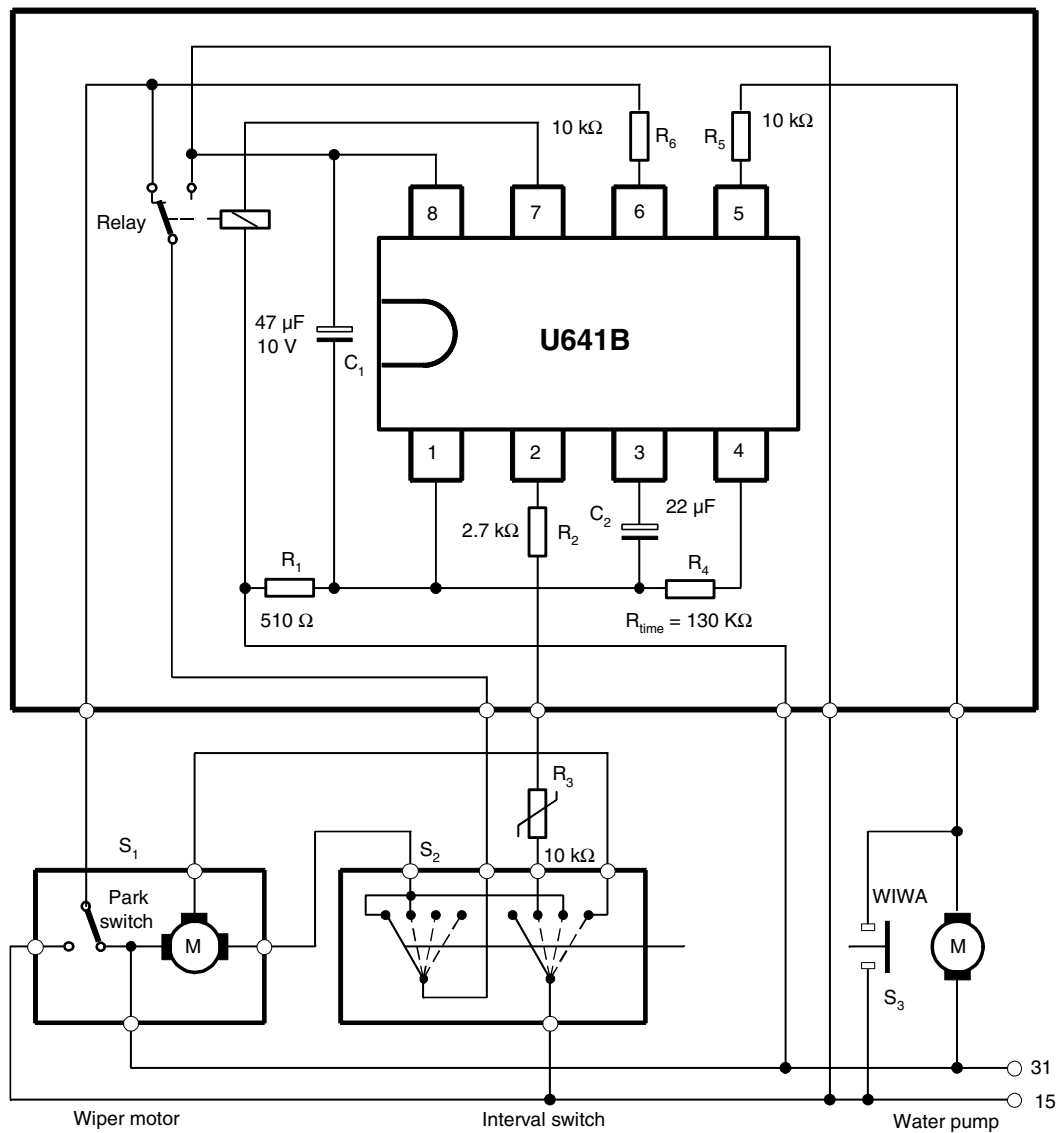 10 kΩ
R6
R5
10 kΩ
8
7
6
5
Relay
47 µF
10 V
C1
U641B
1
2
3
4
2.7 kΩ
R2
C2
22 µF
R1
510 Ω
R4
Rtime = 130 KΩ
R3
10 kΩ
S1
S2
Park
switch
M
WIWA
M
S3
31
15
Wiper motor
Interval switch
Water pump